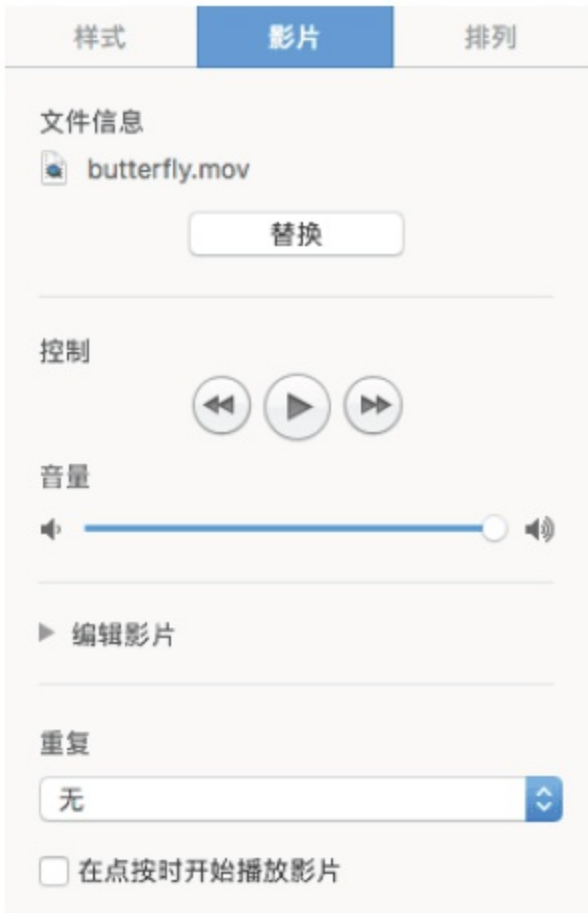 样式 影片 排列
文件信息
butterfly.mov
替换
控制
音量
编辑影片
重复
无
在点按时开始播放影片